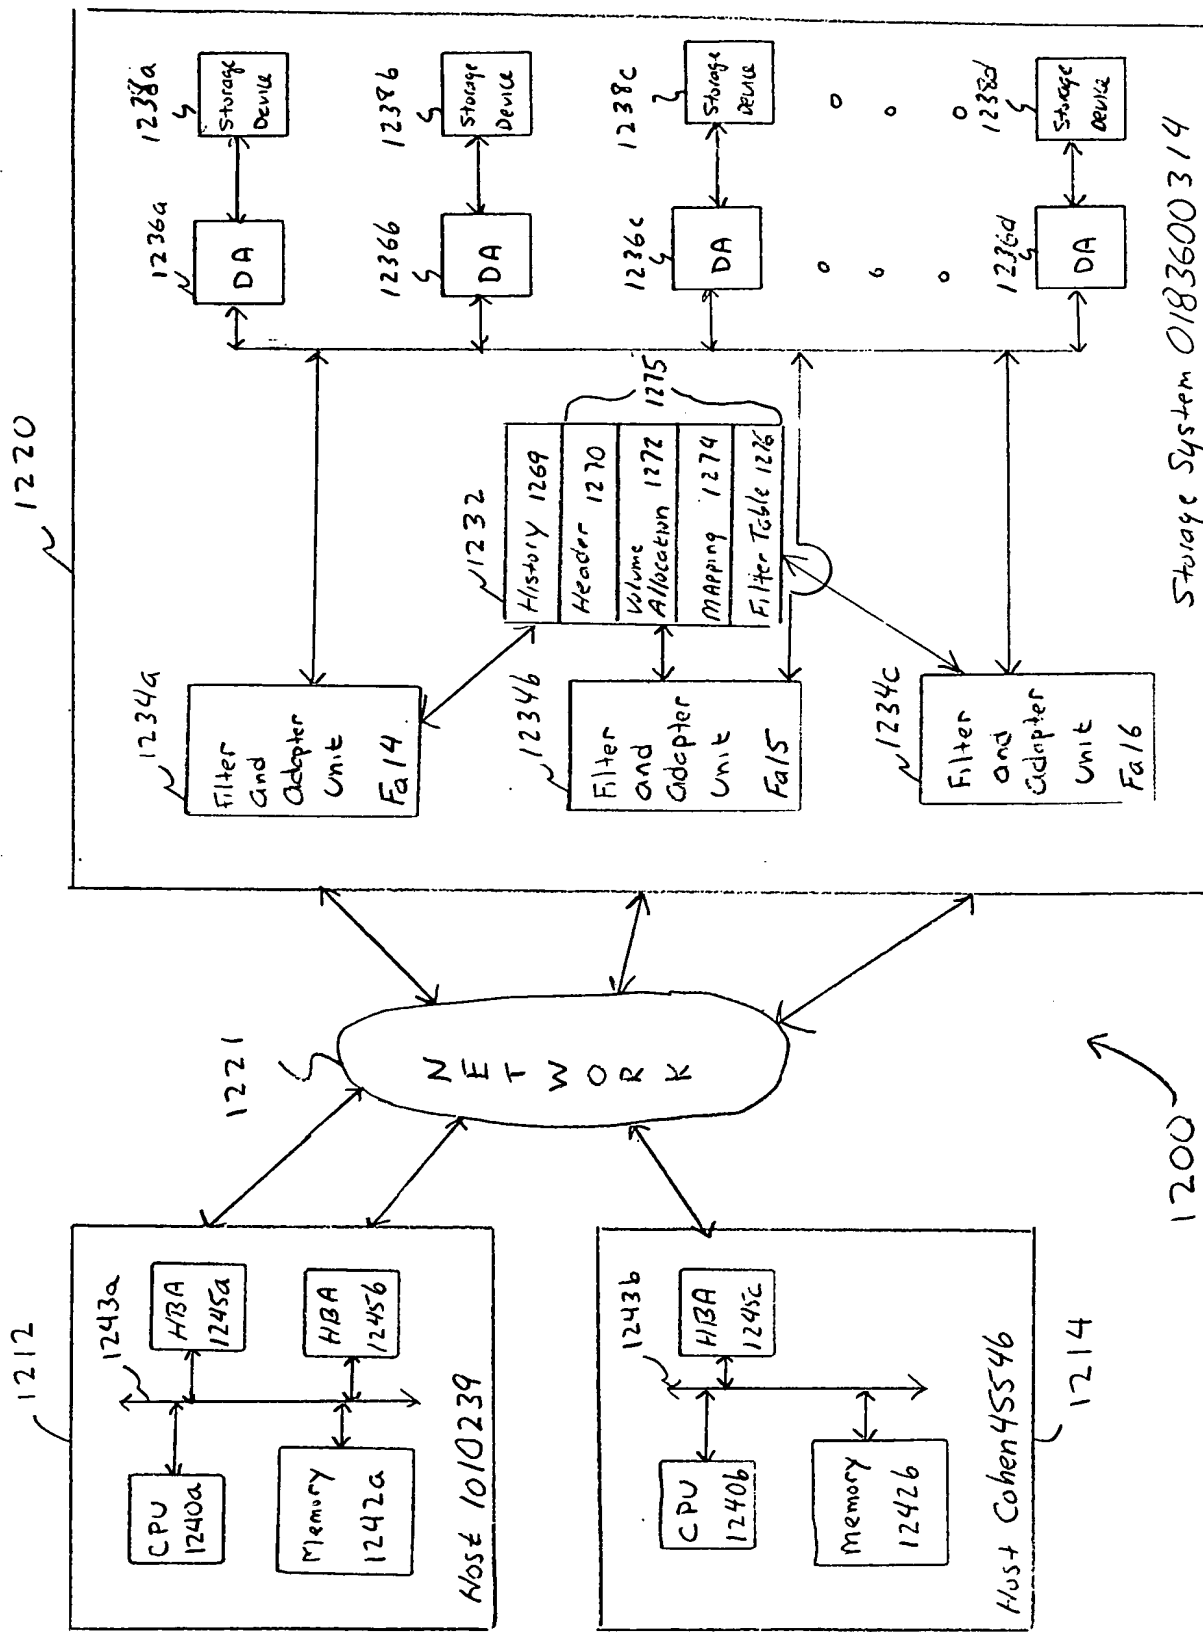 1212
1243a
CPU
1240a
HBA
1245a
HBA
1245b
Memory
1242a
Host 1010239
1243b
CPU
1240b
HBA
1245c
Memory
1242b
Host Cohen455546
1214
1221
NETWORK
1200
1220
1234a
Filter
and
adapter
unit
Fa14
1234b
Filter
and
adapter
unit
Fa15
1234c
Filter
and
adapter
unit
Fa16
1232
History 1269
Header 1270
Volume
Allocation 1272
Mapping 1274
Filter Table 1276
1275
1236a
DA
1238a
Storage
Device
1236b
DA
1238b
Storage
Device
1236c
DA
1238c
Storage
Device
1236d
DA
1238d
Storage
Device
Storage System 0183600314